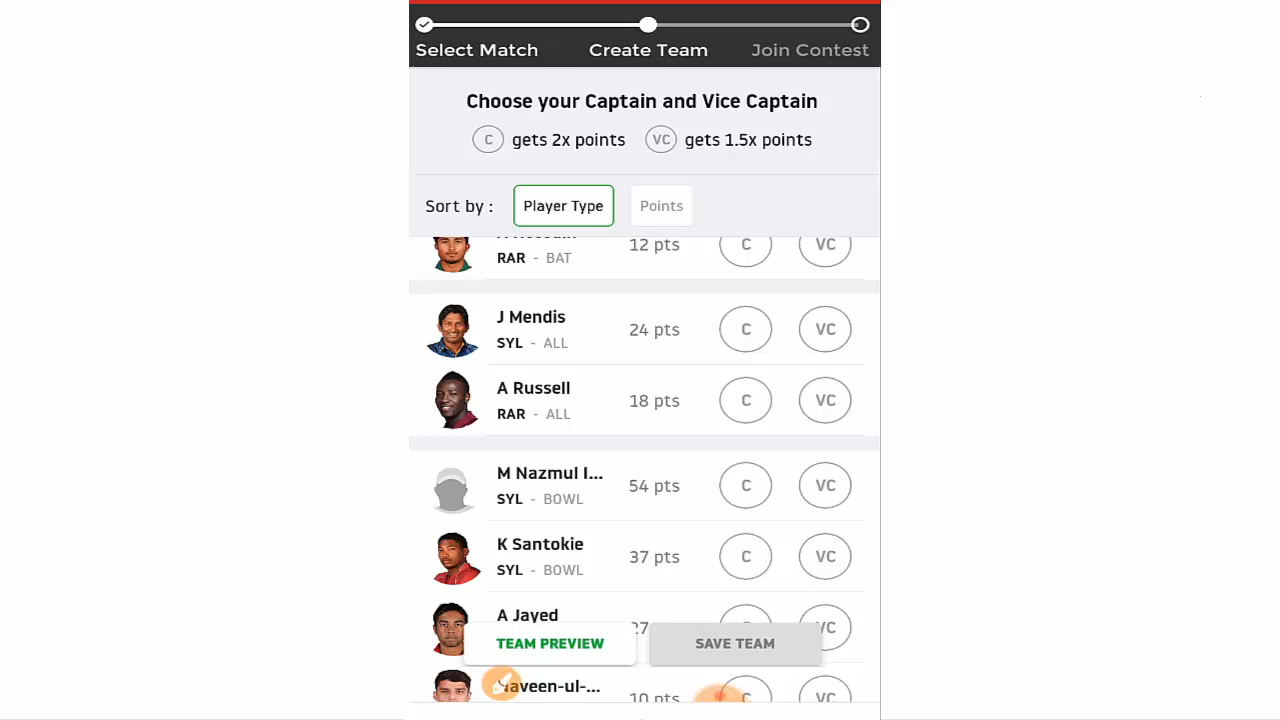 Select Match Create Team Join Contest
Choose your Captain and Vice Captain
C gets 2x points VC gets 1.5x points
Sort by : Player Type Points
12 pts C VC
RAR - BAT
J Mendis
24 pts C VC
SYL - ALL
A Russell
18 pts C VC
RAR - ALL
M Nazmul I...
54 pts C VC
SYL - BOWL
K Santokie
37 pts C VC
SYL - BOWL
A Jayed
VC
TEAM PREVIEW SAVE TEAM
10 pts C VC